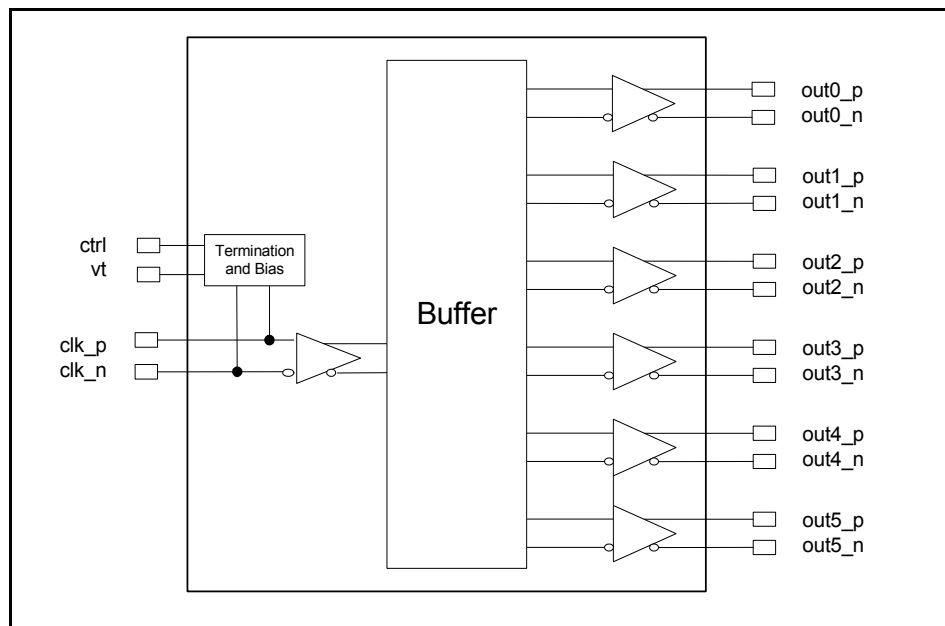 ctrl
vt
clk_p
clk_n
Termination
and Bias
Buffer
out0_p
out0_n
out1_p
out1_n
out2_p
out2_n
out3_p
out3_n
out4_p
out4_n
out5_p
out5_n